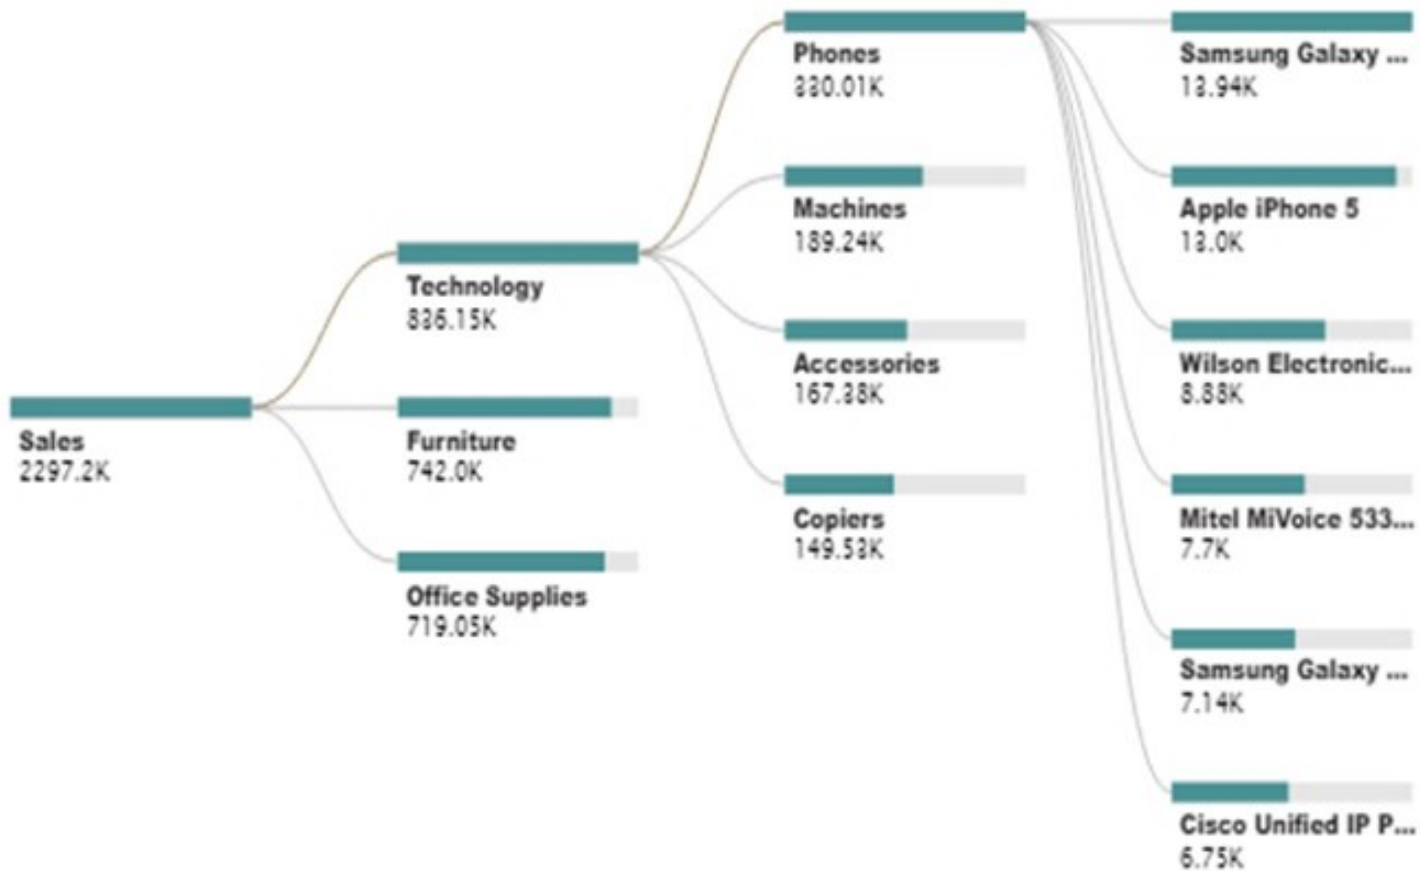 Sales
2297.2K
Technology
836.15K
Furniture
742.0K
Office Supplies
719.05K
Phones
330.01K
Machines
189.24K
Accessories
167.38K
Copiers
149.53K
Samsung Galaxy ...
13.94K
Apple iPhone 5
13.0K
Wilson Electronic...
8.88K
Mitel MiVoice 533...
7.7K
Samsung Galaxy ...
7.14K
Cisco Unified IP P...
6.75K